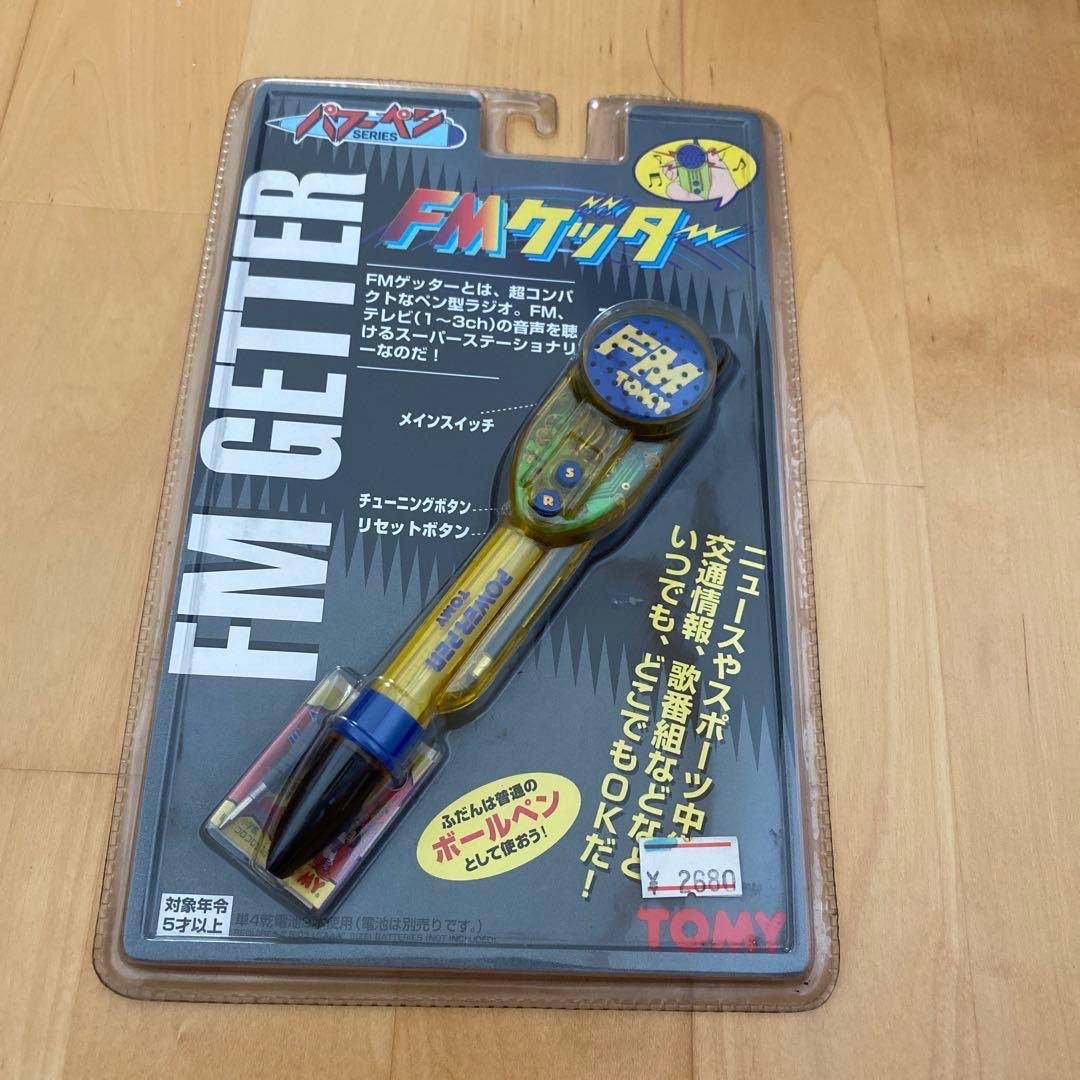 パワーペン
SERIES
FM GETTER
FMゲッター
FMゲッターとは、超コンパ
クトなペン型ラジオ。FM、
テレビ(1〜3ch)の音声を聴
けるスーパーステーショナリ
ーなのだ！
FM
TOMY
メインスイッチ
S
R
チューニングボタン
リセットボタン
POWER PEN
TOMY
ニュースやスポーツ中
交通情報、歌番組などなど
いつでも、どこでもOKだ！
ふだんは普通の
ボールペン
として使おう！
¥ 2680
TOMY
対象年令
5才以上
単4乾電池 使用(電池は別売りです。)
REQUIRES "AAA" SIZE) BATTERIES (NOT INCLUDED)